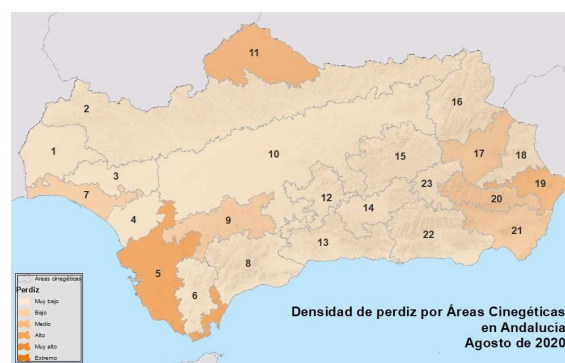 11
2
16
1
10
17
18
3
15
7
23
19
12
20
9
4
14
21
13
22
8
5
6
Áreas cinegéticas
Perdiz
Muy bajo
Bajo
Medio
Alto
Muy alto
Extremo
Densidad de perdiz por Áreas Cinegéticas
en Andalucía
Agosto de 2020